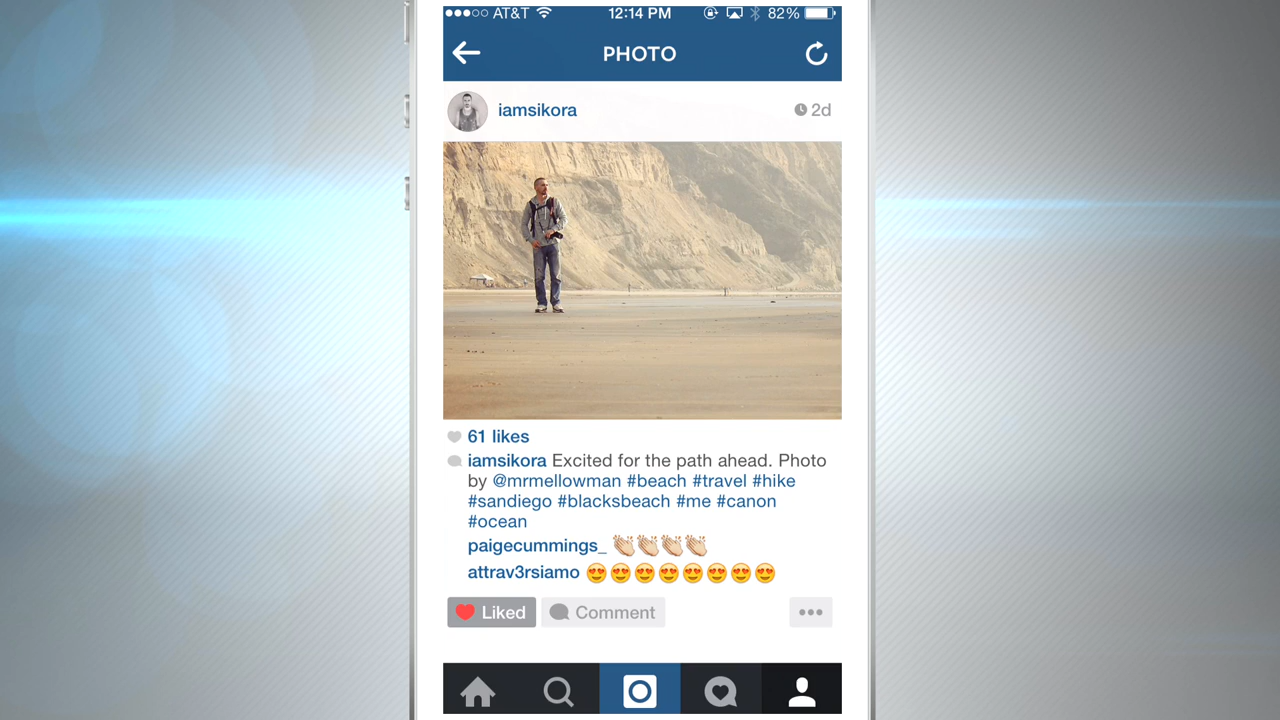 AT&T 12:14 PM 82%
PHOTO
iamsikora 2d
61 likes
iamsikora Excited for the path ahead. Photo
by @mrmellowman #beach #travel #hike
#sandiego #blacksbeach #me #canon
#ocean
paigecummings_ 👏👏👏👏
attrav3rsiamo 😍😍😍😍😍😍😍😍
Liked Comment